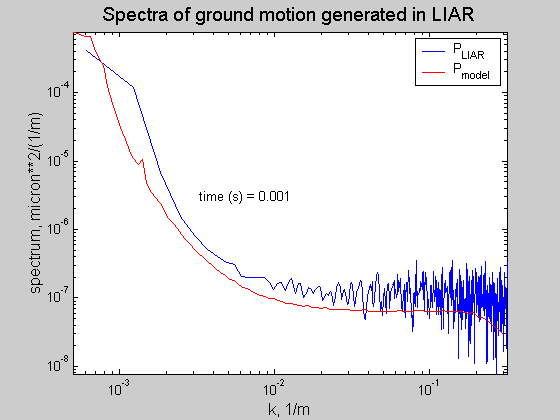 Spectra of ground motion generated in LIAR
P_LIAR
P_model
time (s) = 0.001
spectrum, micron**2/(1/m)
10^-4
10^-5
10^-6
10^-7
10^-8
10^-3
10^-2
10^-1
k, 1/m